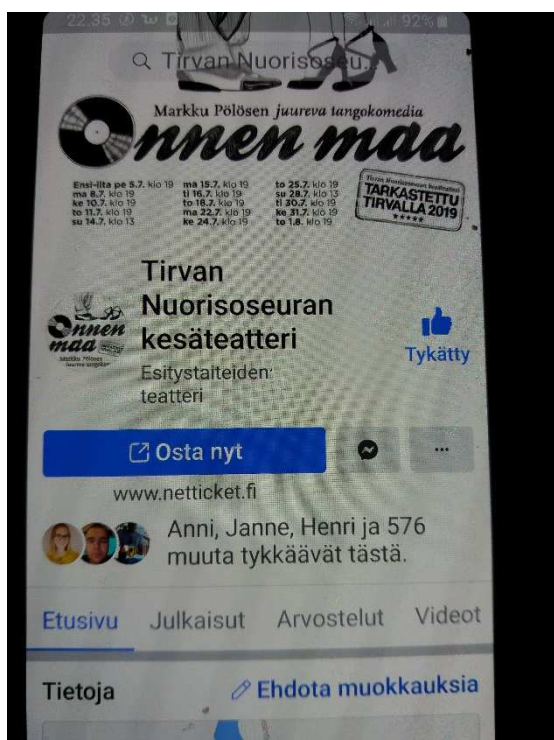 22.35
92%
Tirvan Nuorisoseu...
Markku Pölösen juureva tangokomedia
Onnen maa
Ensi-ilta pe 5.7. klo 19
ma 8.7. klo 19
ke 10.7. klo 19
to 11.7. klo 19
su 14.7. klo 13
ma 15.7. klo 19
ti 16.7. klo 19
to 18.7. klo 19
ma 22.7. klo 19
ke 24.7. klo 19
to 25.7. klo 19
su 28.7. klo 13
ti 30.7. klo 19
ke 31.7. klo 19
to 1.8. klo 19
TARKASTETTU
TIRVALLA 2019
Tirvan
Nuorisoseuran
kesäteatteri
Onnen
maa
Markku Pölösen
Esitystaiteiden
teatteri
Tykätty
Osta nyt
www.netticket.fi
Anni, Janne, Henri ja 576
muuta tykkäävät tästä.
Etusivu Julkaisut Arvostelut Videot
Tietoja
Ehdota muokkauksia